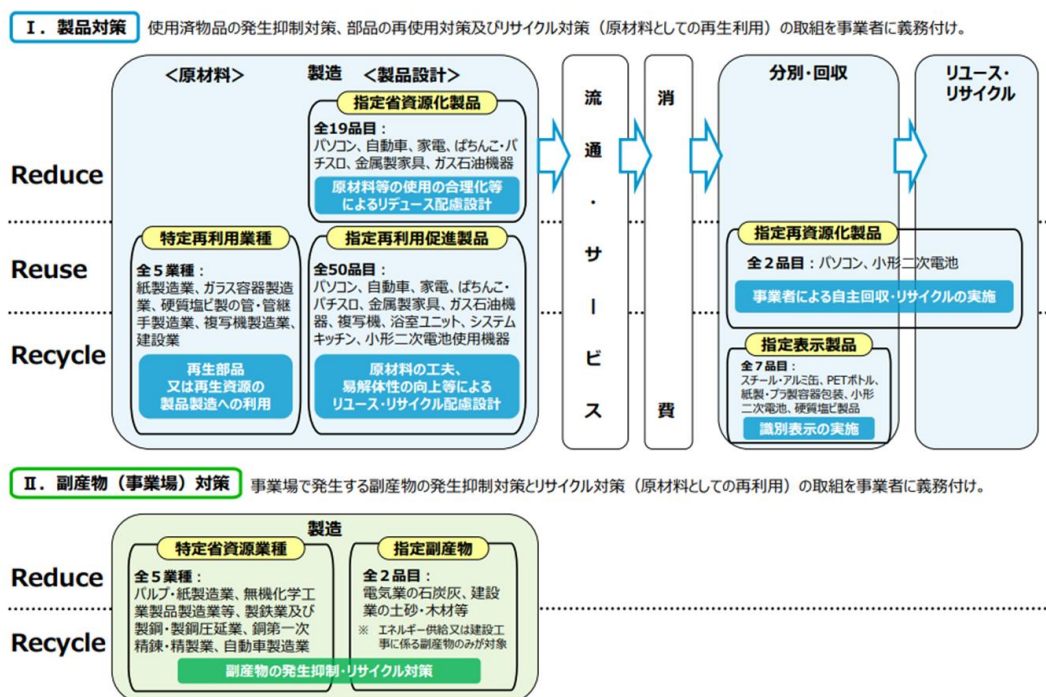 Ⅰ．製品対策
使用済物品の発生抑制対策、部品の再使用対策及びリサイクル対策（原材料としての再生利用）の取組を事業者に義務付け。
製造
＜原材料＞
＜製品設計＞
流通・サービス
消費
分別・回収
リユース・
リサイクル
Reduce
指定省資源化製品
全19品目：
パソコン、自動車、家電、ぱちんこ・パ
チスロ、金属製家具、ガス石油機器
原材料等の使用の合理化等
によるリデュース配慮設計
Reuse
Recycle
特定再利用業種
全５業種：
紙製造業、ガラス容器製造
業、硬質塩ビ製の管・管継
手製造業、複写機製造業、
建設業
再生部品
又は再生資源の
製品製造への利用
指定再利用促進製品
全50品目：
パソコン、自動車、家電、ぱちんこ・
パチスロ、金属製家具、ガス石油機
器、複写機、浴室ユニット、システム
キッチン、小形二次電池使用機器
原材料の工夫、
易解体性の向上等による
リユース・リサイクル配慮設計
指定再資源化製品
全２品目：パソコン、小形二次電池
事業者による自主回収・リサイクルの実施
指定表示製品
全７品目：
スチール・アルミ缶、PETボトル、
紙製・プラ製容器包装、小形
二次電池、硬質塩ビ製品
識別表示の実施
Ⅱ．副産物（事業場）対策
事業場で発生する副産物の発生抑制対策とリサイクル対策（原材料としての再利用）の取組を事業者に義務付け。
製造
Reduce
Recycle
特定省資源業種
全５業種：
パルプ・紙製造業、無機化学工
業製品製造業等、製鉄業及び
製鋼・製鋼圧延業、銅第一次
精錬・精製業、自動車製造業
指定副産物
全２品目：
電気業の石炭灰、建設
業の土砂・木材等
※ エネルギー供給又は建設工
事に係る副産物のみが対象
副産物の発生抑制・リサイクル対策